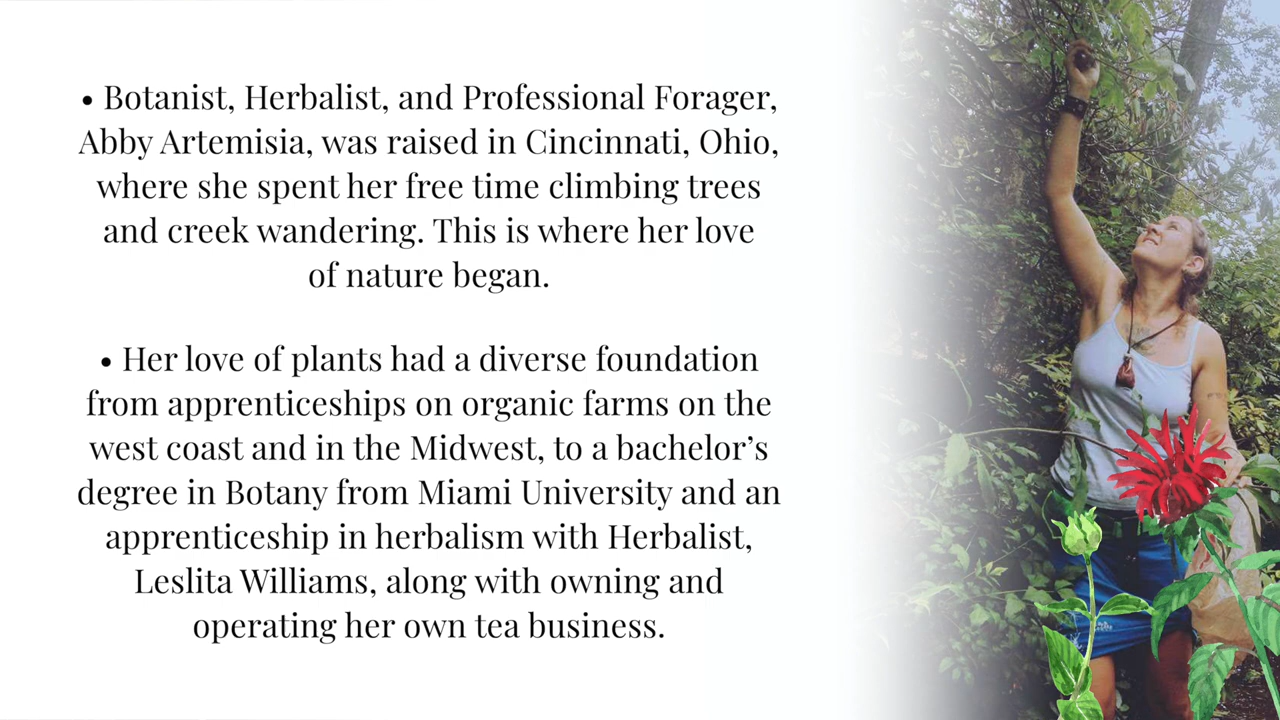 • Botanist, Herbalist, and Professional Forager,
Abby Artemisia, was raised in Cincinnati, Ohio,
where she spent her free time climbing trees
and creek wandering. This is where her love
of nature began.
• Her love of plants had a diverse foundation
from apprenticeships on organic farms on the
west coast and in the Midwest, to a bachelor’s
degree in Botany from Miami University and an
apprenticeship in herbalism with Herbalist,
Leslita Williams, along with owning and
operating her own tea business.